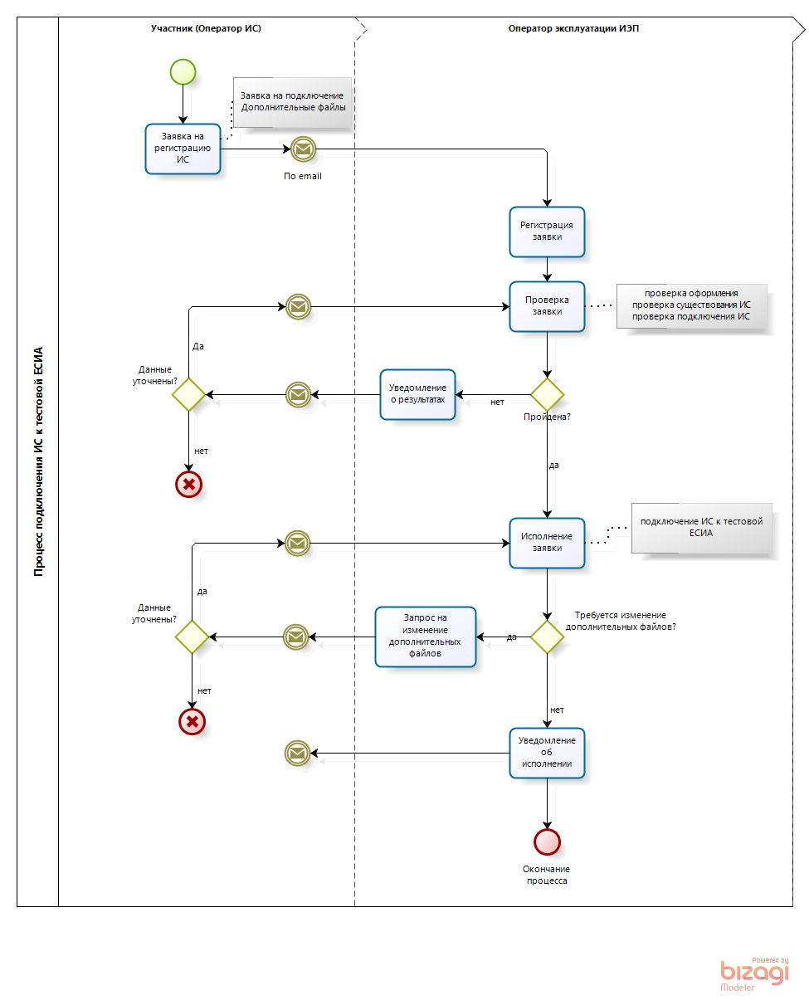 Процесс подключения ИС к тестовой ЕСИА
Участник (Оператор ИС)
Оператор эксплуатации ИЭП
Заявка на подключение
Дополнительные файлы
Заявка на
регистрацию
ИС
По email
Регистрация
заявки
Проверка
заявки
проверка оформления
проверка существования ИС
проверка подключения ИС
Да
Данные
уточнены?
Уведомление
о результатах
нет
Пройдена?
нет
да
Исполнение
заявки
подключение ИС к тестовой
ЕСИА
да
Данные
уточнены?
Запрос на
изменение
дополнительных
файлов
да
Требуется изменение
дополнительных файлов?
нет
нет
Уведомление
об
исполнении
Окончание
процесса
Powered by
bizagi
Modeler